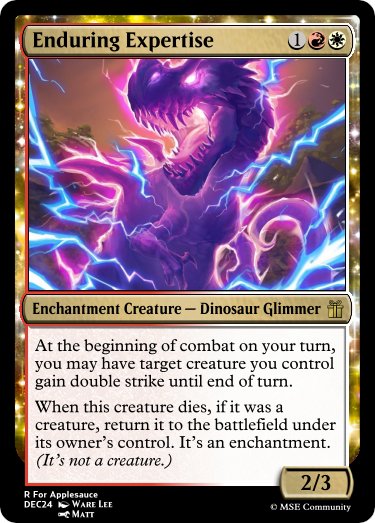 Enduring Expertise 1
Enchantment Creature — Dinosaur Glimmer
At the beginning of combat on your turn,
you may have target creature you control
gain double strike until end of turn.
When this creature dies, if it was a
creature, return it to the battlefield under
its owner's control. It's an enchantment.
(It's not a creature.)
2/3
R For Applesauce
DEC24 Ware Lee
Matt
© MSE Community